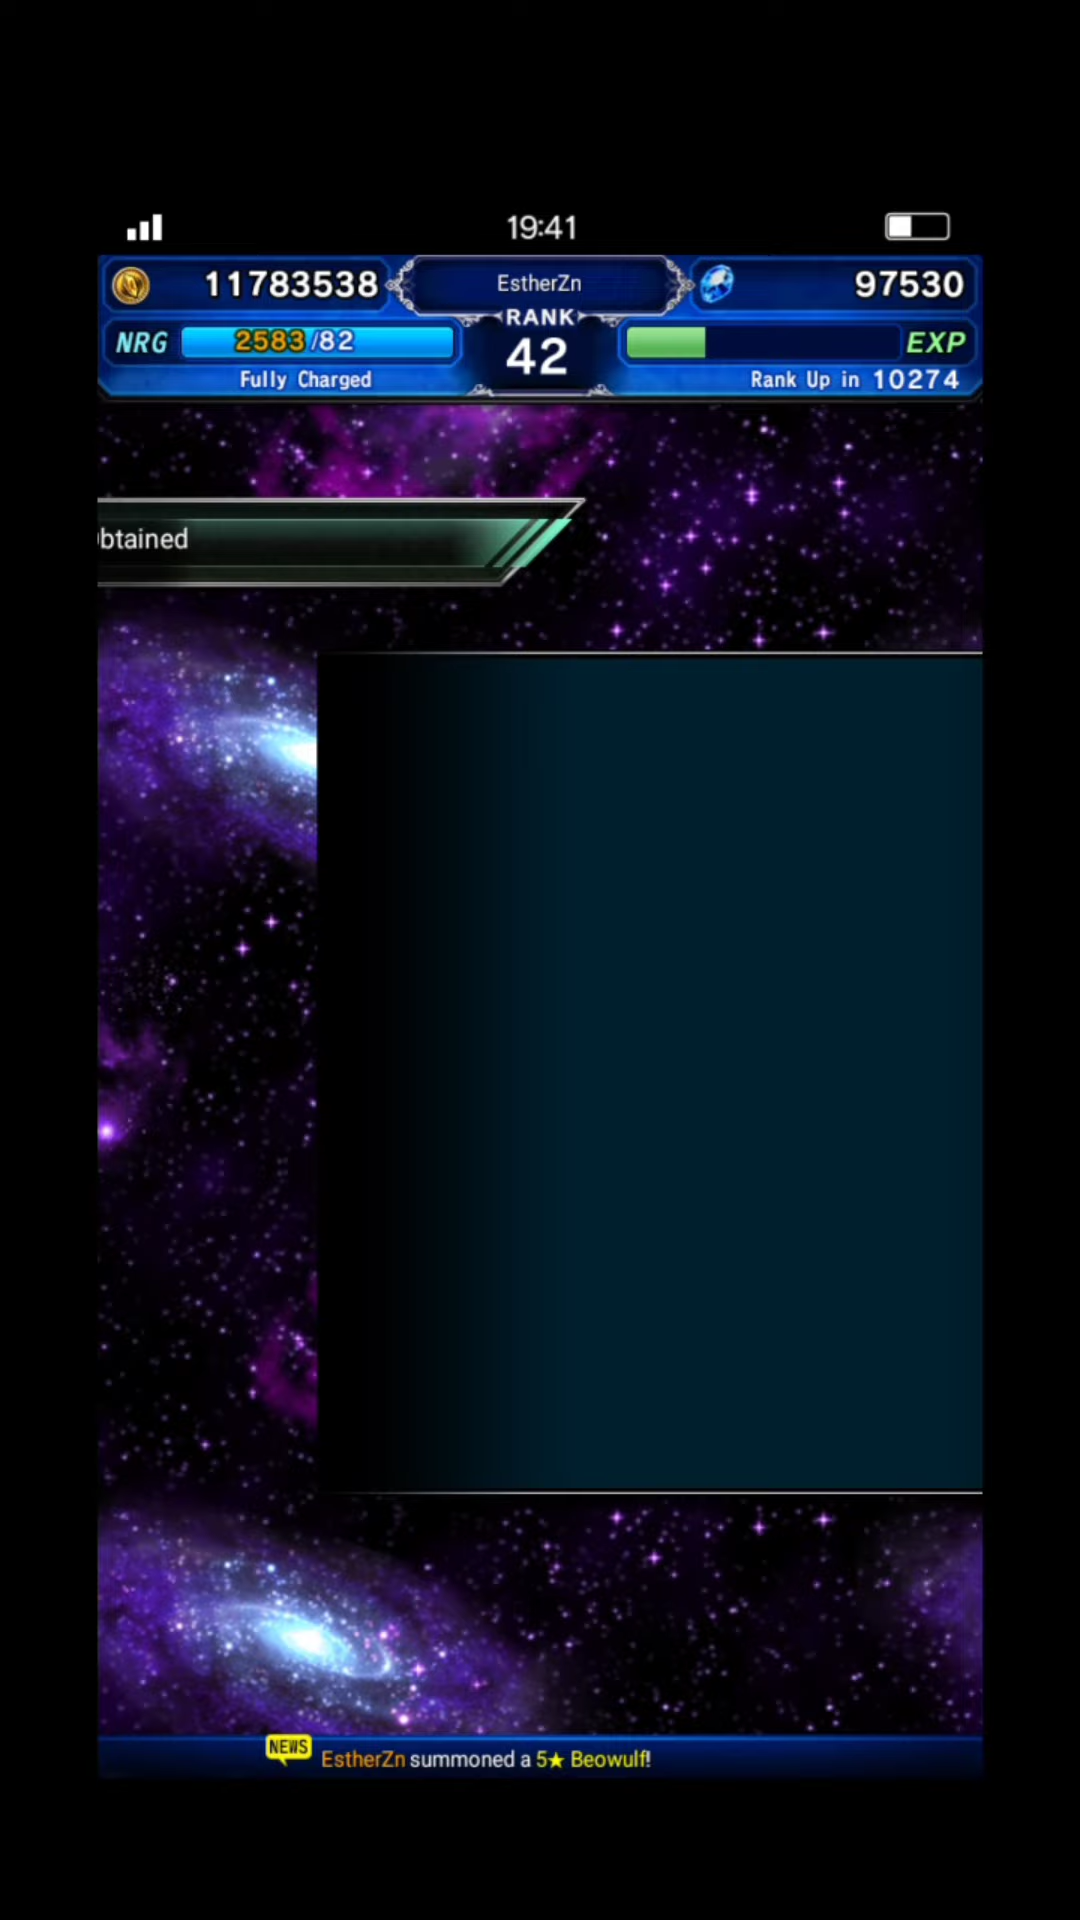 19:41
11783538
EstherZn
97530
NRG 2583/82
RANK
42
EXP
Fully Charged
Rank Up in 10274
btained
NEWS
EstherZn summoned a 5★ Beowulf!